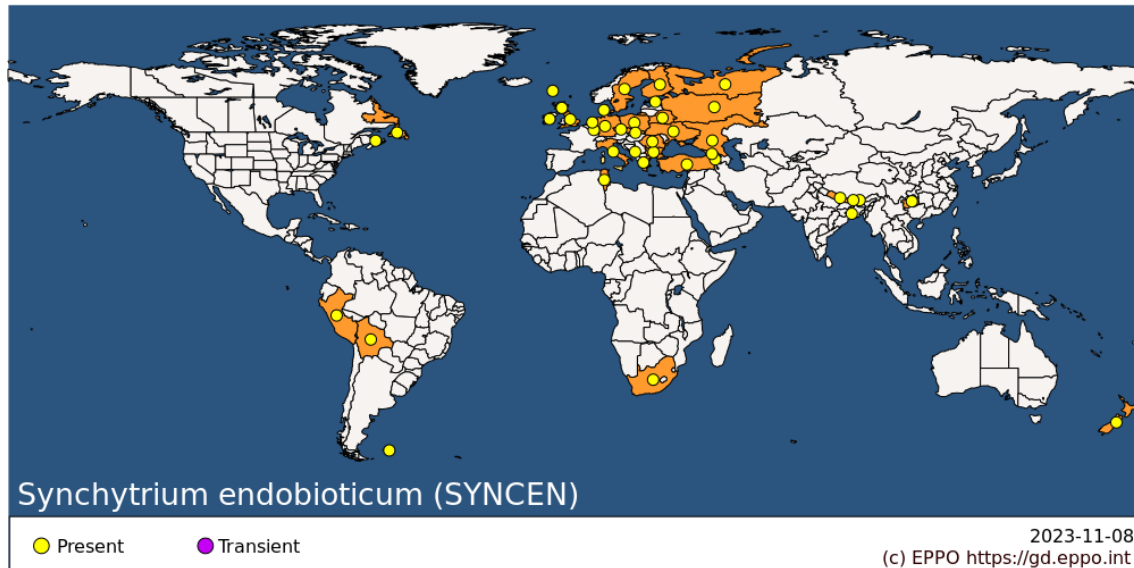 Synchytrium endobioticum (SYNCEN)
Present
Transient
2023-11-08
(c) EPPO https://gd.eppo.int